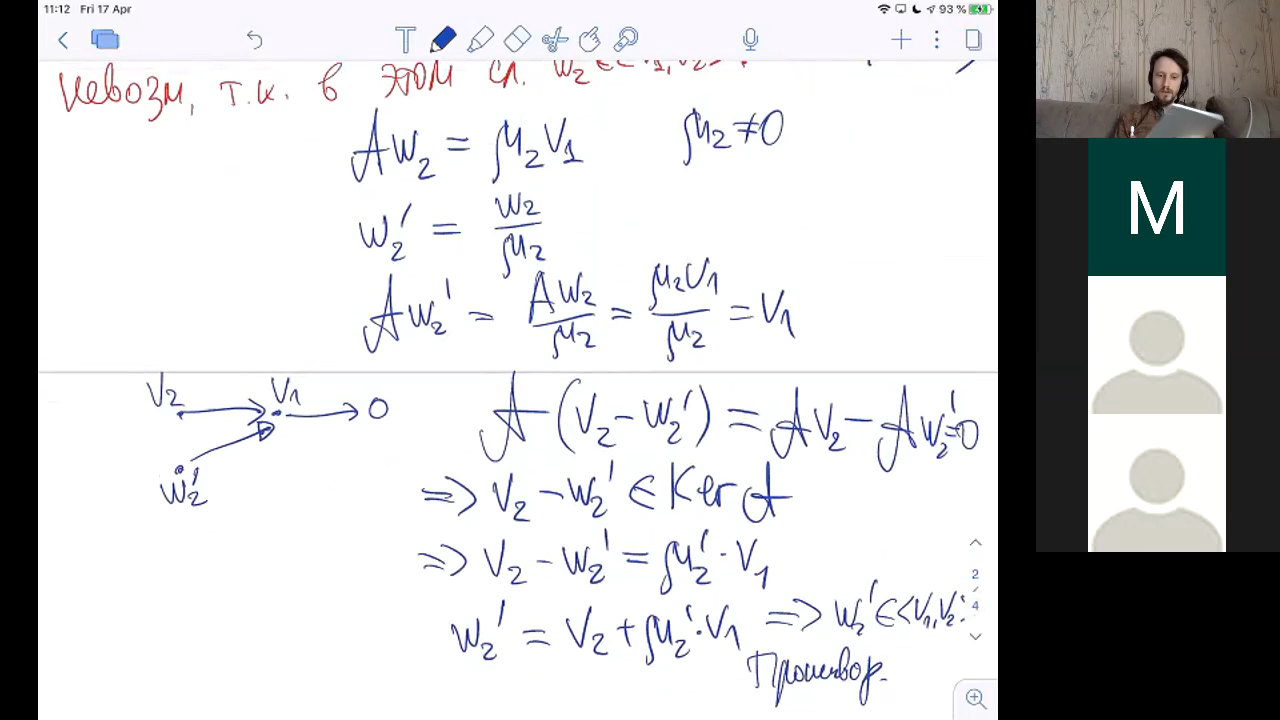 11:12 Fri 17 Apr 93 %
T
невозм, т.к. в этом сл. w₂ ∈
𝒜w₂ = μ₂v₁ μ₂ ≠ 0
w₂′ = w₂/μ₂
𝒜w₂′ = Aw₂/μ₂ = μ₂v₁/μ₂ = v₁
v₂ v₁ 0
w₂′
𝒜(v₂ − w₂′) = 𝒜v₂ − 𝒜w₂′ = 0
=> v₂ − w₂′ ∈ Ker 𝒜
=> v₂ − w₂′ = μ₂′ · v₁
w₂′ = v₂ + μ₂′ · v₁ => w₂′ ∈ <v₁, v₂
Противор.
2
/
4
M